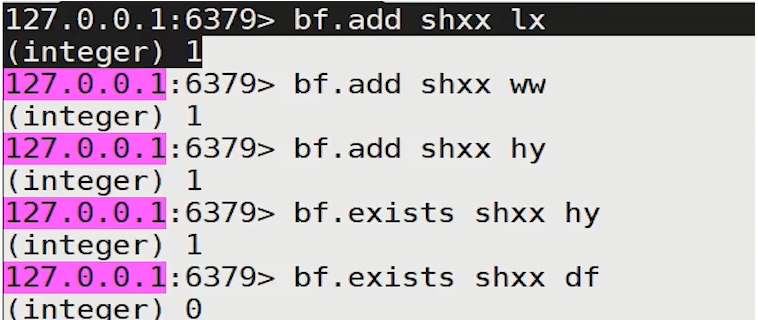 127.0.0.1:6379> bf.add shxx lx
(integer) 1
127.0.0.1:6379> bf.add shxx ww
(integer) 1
127.0.0.1:6379> bf.add shxx hy
(integer) 1
127.0.0.1:6379> bf.exists shxx hy
(integer) 1
127.0.0.1:6379> bf.exists shxx df
(integer) 0